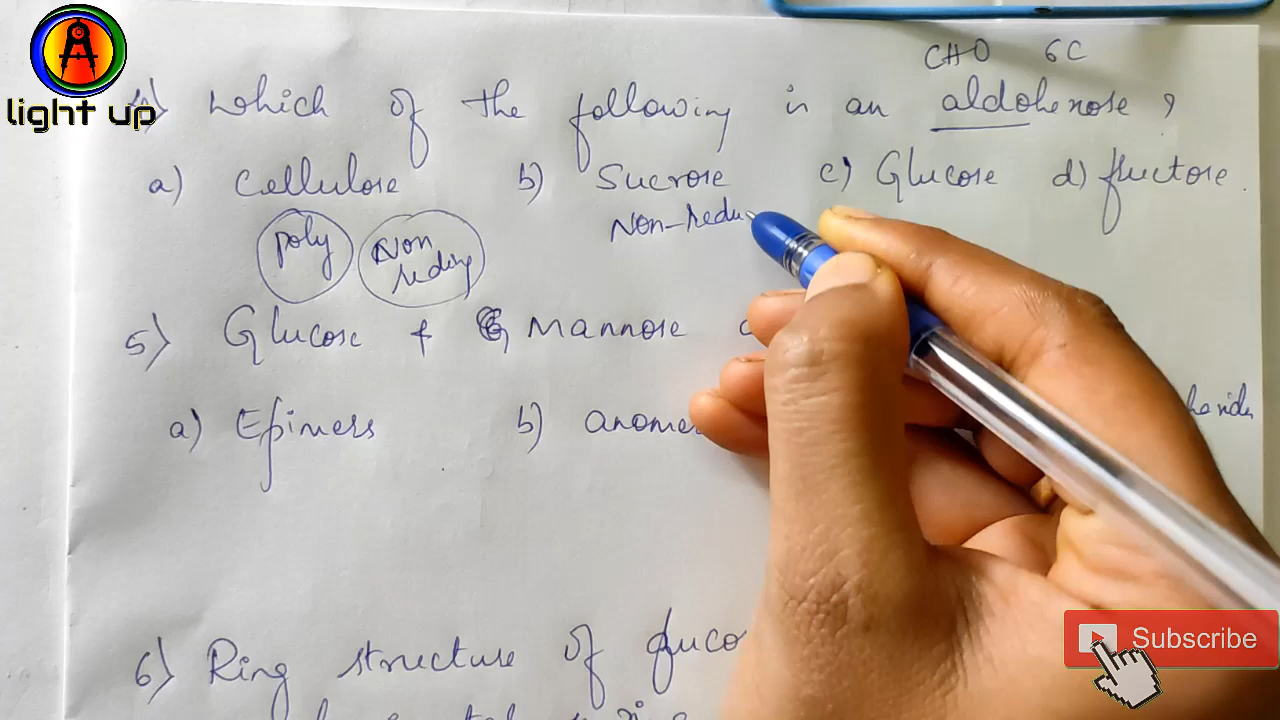 CHO 6C
light up
Which of the following is an aldohexose ?
a) Cellulose b) Sucrose c) Glucose d) fructose.
poly Non Non-redu
5) Glucose & Mannose
a) Epimers b) anome
6) Ring structure of gluco
Subscribe